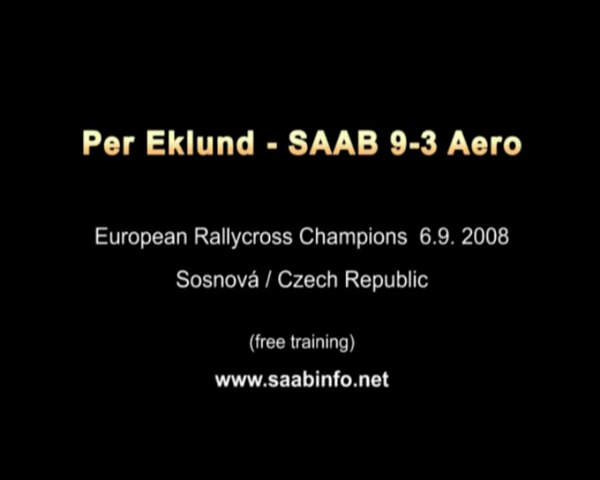 Per Eklund - SAAB 9-3 Aero
European Rallycross Champions 6.9. 2008
Sosnová / Czech Republic
(free training)
www.saabinfo.net